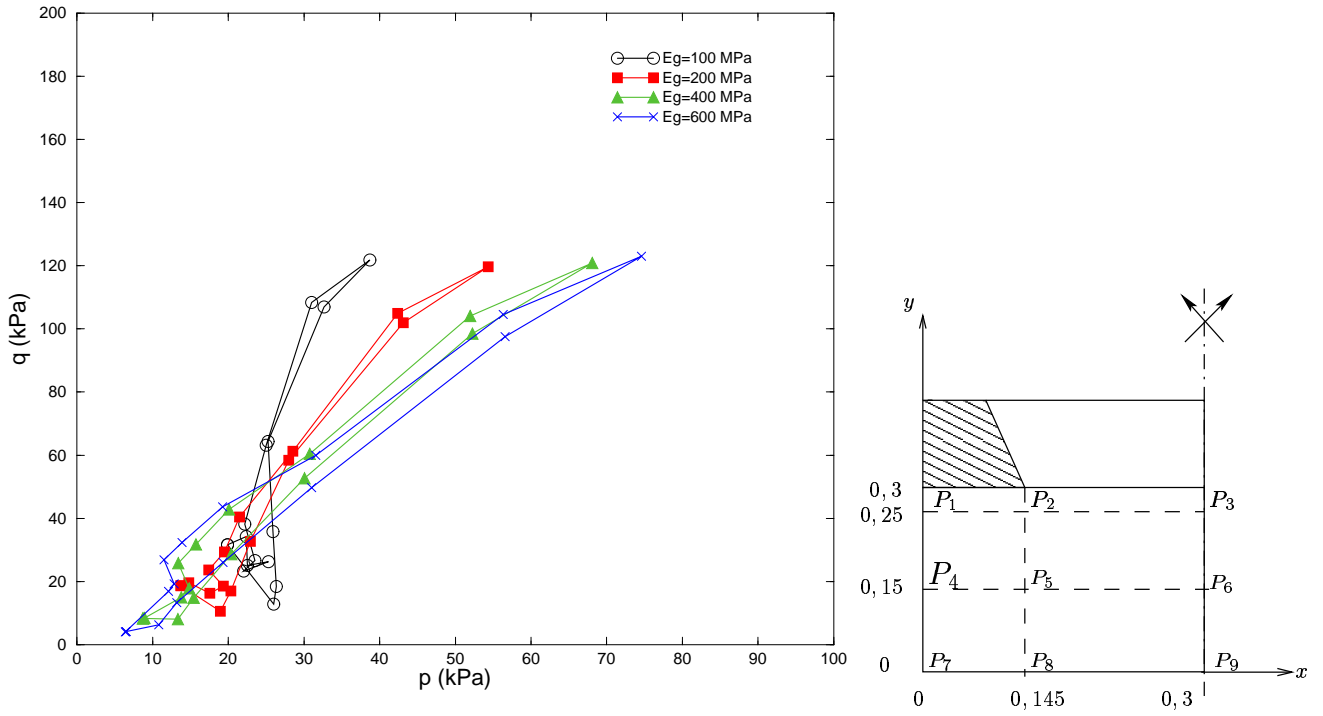 200
180
160
140
120
100
80
60
40
20
0
q (kPa)
0 10 20 30 40 50 60 70 80 90 100
p (kPa)
Eg=100 MPa
Eg=200 MPa
Eg=400 MPa
Eg=600 MPa
y
0, 3 P1 P2 P3
0, 25
0, 15 P4 P5 P6
0 P7 P8 P9 x
0 0, 145 0, 3